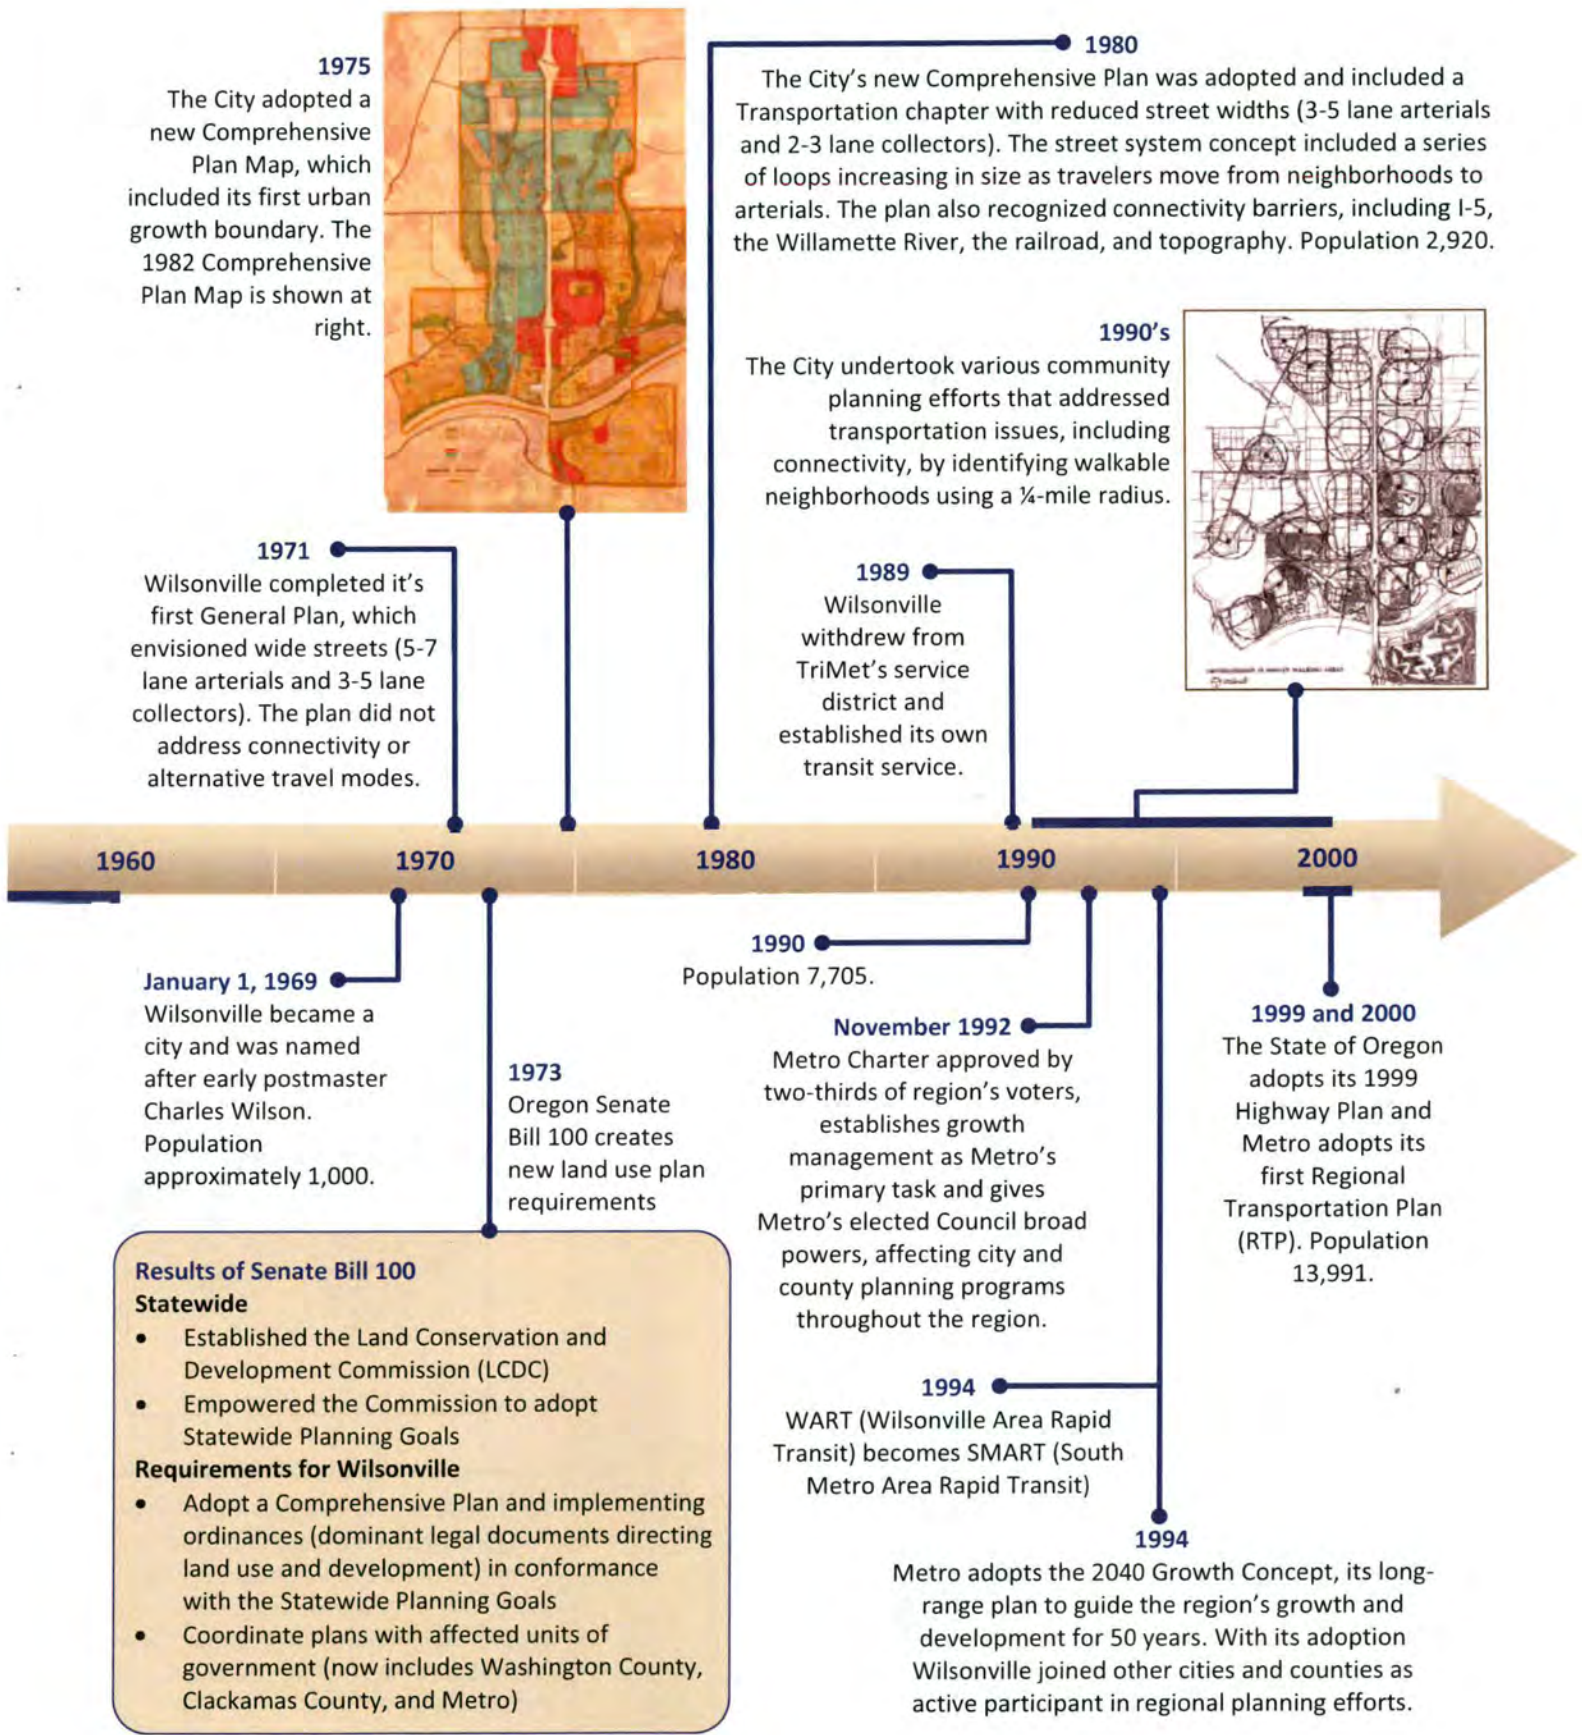 1975
The City adopted a
new Comprehensive
Plan Map, which
included its first urban
growth boundary. The
1982 Comprehensive
Plan Map is shown at
right.
1980
The City's new Comprehensive Plan was adopted and included a
Transportation chapter with reduced street widths (3-5 lane arterials
and 2-3 lane collectors). The street system concept included a series
of loops increasing in size as travelers move from neighborhoods to
arterials. The plan also recognized connectivity barriers, including I-5,
the Willamette River, the railroad, and topography. Population 2,920.
1990's
The City undertook various community
planning efforts that addressed
transportation issues, including
connectivity, by identifying walkable
neighborhoods using a ¼-mile radius.
1971
Wilsonville completed it's
first General Plan, which
envisioned wide streets (5-7
lane arterials and 3-5 lane
collectors). The plan did not
address connectivity or
alternative travel modes.
1989
Wilsonville
withdrew from
TriMet's service
district and
established its own
transit service.
1960
1970
1980
1990
2000
January 1, 1969
Wilsonville became a
city and was named
after early postmaster
Charles Wilson.
Population
approximately 1,000.
1973
Oregon Senate
Bill 100 creates
new land use plan
requirements
Results of Senate Bill 100
Statewide
• Established the Land Conservation and
Development Commission (LCDC)
• Empowered the Commission to adopt
Statewide Planning Goals
Requirements for Wilsonville
• Adopt a Comprehensive Plan and implementing
ordinances (dominant legal documents directing
land use and development) in conformance
with the Statewide Planning Goals
• Coordinate plans with affected units of
government (now includes Washington County,
Clackamas County, and Metro)
1990
Population 7,705.
November 1992
Metro Charter approved by
two-thirds of region's voters,
establishes growth
management as Metro's
primary task and gives
Metro's elected Council broad
powers, affecting city and
county planning programs
throughout the region.
1994
WART (Wilsonville Area Rapid
Transit) becomes SMART (South
Metro Area Rapid Transit)
1994
Metro adopts the 2040 Growth Concept, its long-
range plan to guide the region's growth and
development for 50 years. With its adoption
Wilsonville joined other cities and counties as
active participant in regional planning efforts.
1999 and 2000
The State of Oregon
adopts its 1999
Highway Plan and
Metro adopts its
first Regional
Transportation Plan
(RTP). Population
13,991.